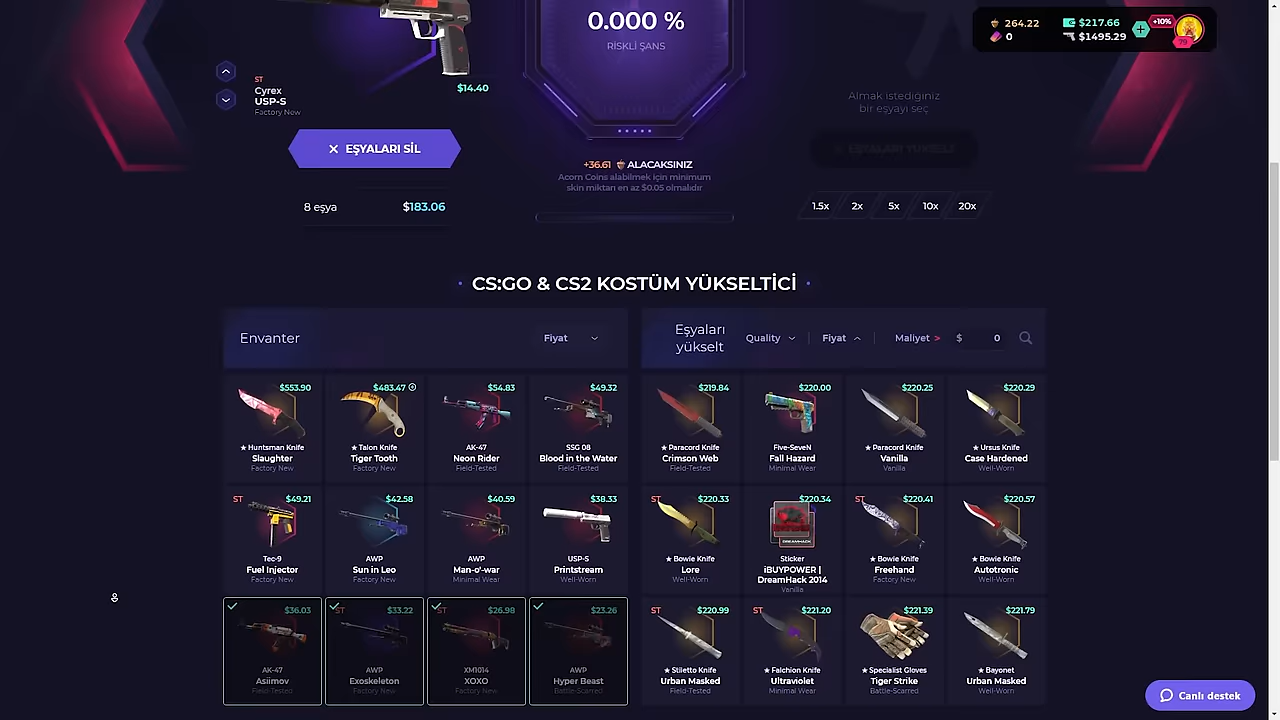 0.000 %
RİSKLİ ŞANS
264.22
$217.66
+10%
0
$1495.29
79
ST
Cyrex
USP-S
Factory New
$14.40
Almak istediğiniz
bir eşyayı seç
EŞYALARI SİL
EŞYALARI YÜKSELT
+36.61 ALACAKSINIZ
Acorn Coins alabilmek için minimum
skin miktarı en az $0.05 olmalıdır
8 eşya
$183.06
1.5x
2x
5x
10x
20x
CS:GO & CS2 KOSTÜM YÜKSELTİCİ
Envanter
Fiyat
Eşyaları
yükselt
Quality
Fiyat
Maliyet >
$ 0
$553.90
★ Huntsman Knife
Slaughter
Factory New
$483.47
★ Talon Knife
Tiger Tooth
Factory New
$54.83
AK-47
Neon Rider
Field-Tested
$49.32
SSG 08
Blood in the Water
Field-Tested
$219.84
★ Paracord Knife
Crimson Web
Field-Tested
$220.00
Five-SeveN
Fall Hazard
Minimal Wear
$220.25
★ Paracord Knife
Vanilla
Vanilla
$220.29
★ Ursus Knife
Case Hardened
Well-Worn
ST $49.21
Tec-9
Fuel Injector
Factory New
$42.58
AWP
Sun in Leo
Factory New
$40.59
AWP
Man-o'-war
Minimal Wear
$38.33
USP-S
Printstream
Well-Worn
ST $220.33
★ Bowie Knife
Lore
Well-Worn
$220.34
DREAMHACK
Sticker
iBUYPOWER |
DreamHack 2014
Vanilla
ST $220.41
★ Bowie Knife
Freehand
Factory New
$220.57
★ Bowie Knife
Autotronic
Well-Worn
$36.03
AK-47
Asiimov
Field-Tested
ST $33.22
AWP
Exoskeleton
Factory New
ST $26.98
XM1014
XOXO
Factory New
$23.26
AWP
Hyper Beast
Battle-Scarred
ST $220.99
★ Stiletto Knife
Urban Masked
Field-Tested
ST $221.20
★ Falchion Knife
Ultraviolet
Minimal Wear
$221.39
★ Specialist Gloves
Tiger Strike
Battle-Scarred
$221.79
★ Bayonet
Urban Masked
Well-Worn
Canlı destek